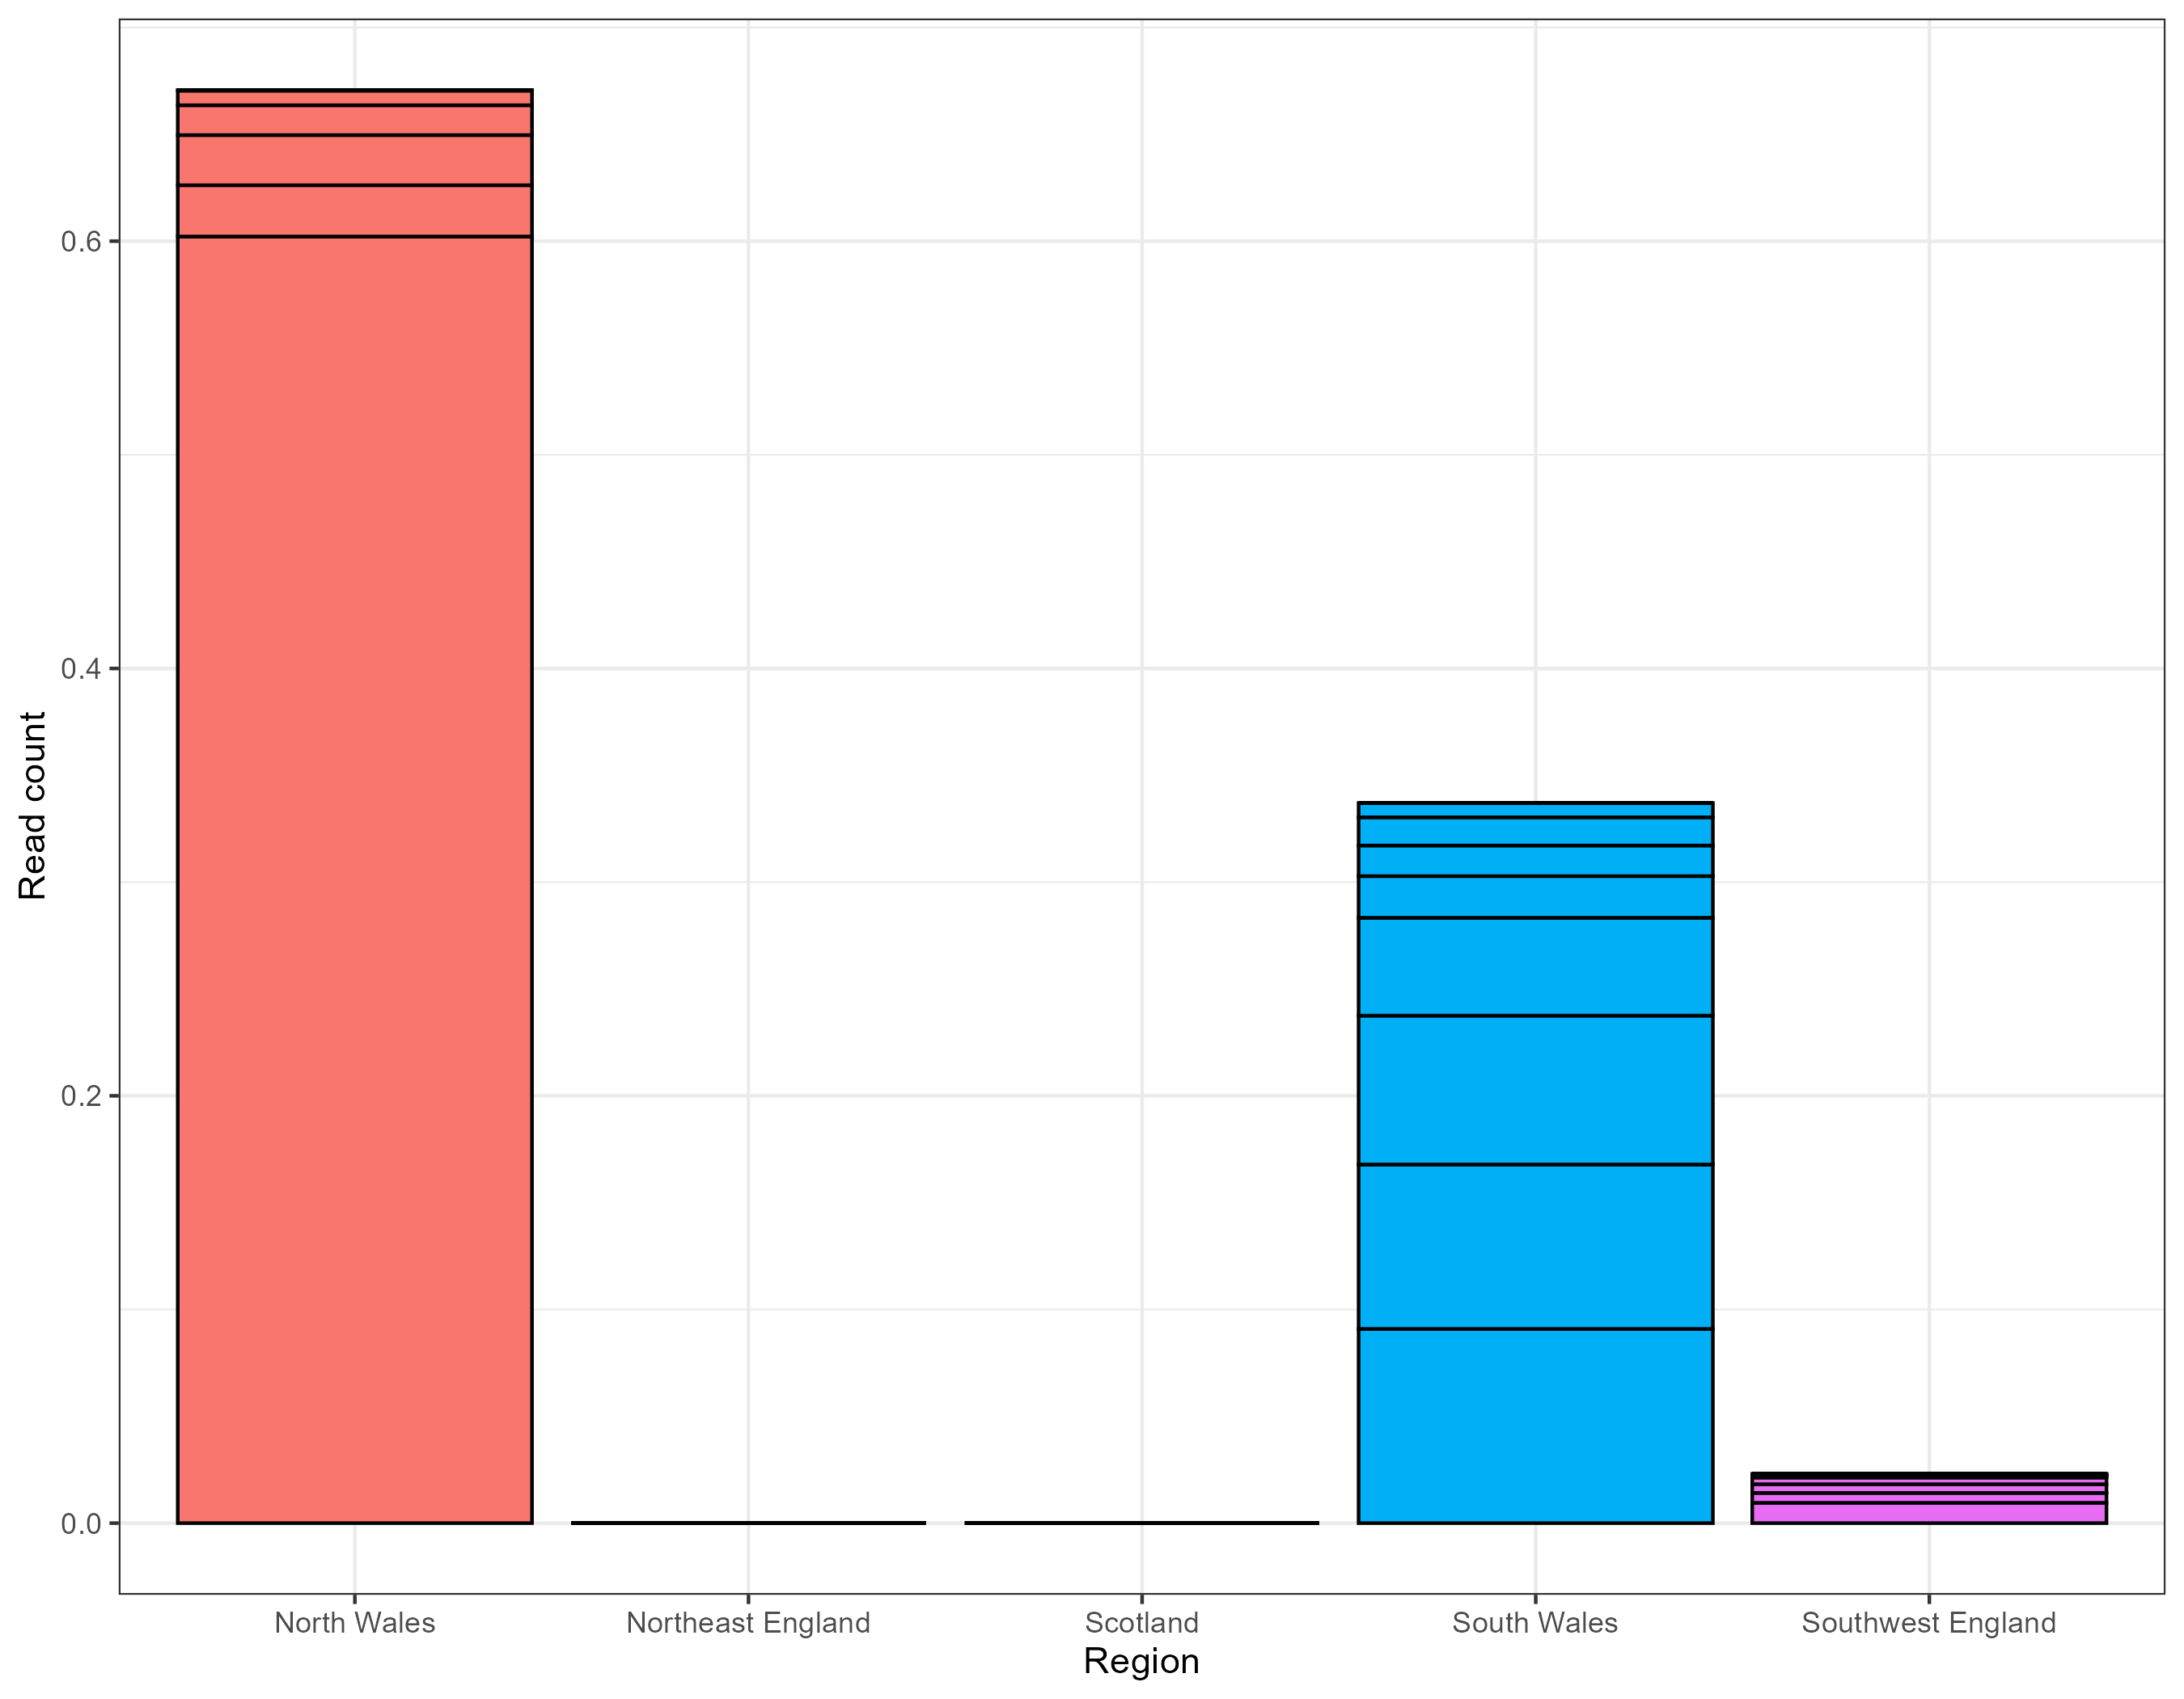 Read count
0.6
0.4
0.2
0.0
North Wales
Northeast England
Scotland
South Wales
Southwest England
Region